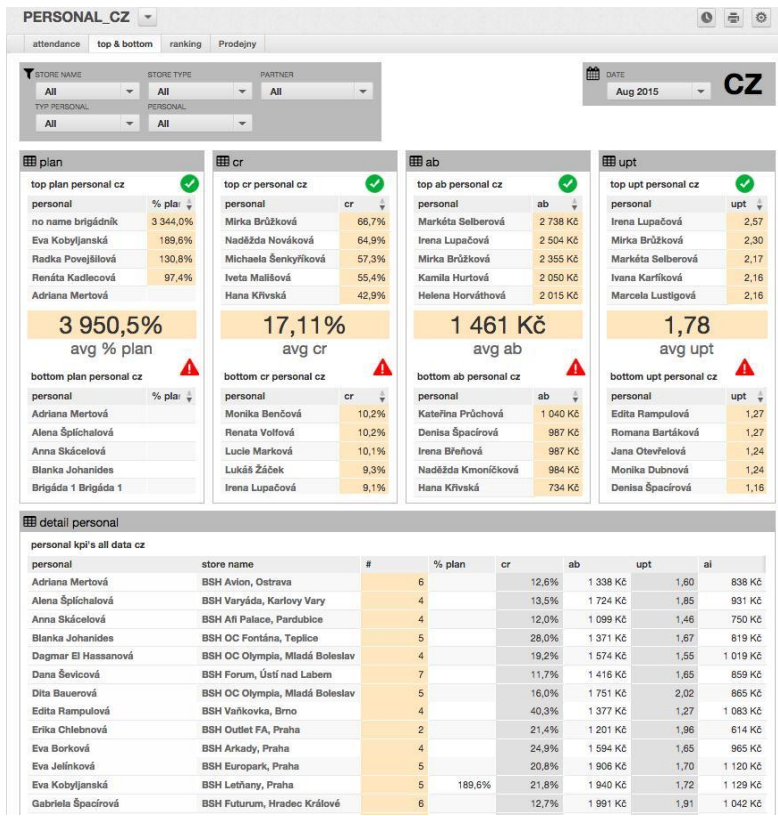 PERSONAL_CZ
attendance top & bottom ranking Prodejny
STORE NAME STORE TYPE PARTNER DATE
All All All Aug 2015 CZ
TYP PERSONAL PERSONAL
All All
plan
top plan personal cz
personal % plar
no name brigádník 3 344,0%
Eva Kobyljanská 189,6%
Radka Povejšilová 130,8%
Renáta Kadlecová 97,4%
Adriana Mertová
3 950,5%
avg % plan
bottom plan personal cz
personal % plar
Adriana Mertová
Alena Šplíchalová
Anna Skácelová
Blanka Johanides
Brigáda 1 Brigáda 1
cr
top cr personal cz
personal cr
Mirka Brůžková 66,7%
Naděžda Nováková 64,9%
Michaela Šenkyříková 57,3%
Iveta Mališová 55,4%
Hana Křivská 42,9%
17,11%
avg cr
bottom cr personal cz
personal cr
Monika Benčová 10,2%
Renata Volfová 10,2%
Lucie Marková 10,1%
Lukáš Žáček 9,3%
Irena Lupačová 9,1%
ab
top ab personal cz
personal ab
Markéta Selberová 2 738 Kč
Irena Lupačová 2 504 Kč
Mirka Brůžková 2 355 Kč
Kamila Hurtová 2 050 Kč
Helena Horváthová 2 015 Kč
1 461 Kč
avg ab
bottom ab personal cz
personal ab
Kateřina Průchová 1 040 Kč
Denisa Špacírová 987 Kč
Irena Břeňová 987 Kč
Naděžda Kmoníčková 984 Kč
Hana Křivská 734 Kč
upt
top upt personal cz
personal upt
Irena Lupačová 2,57
Mirka Brůžková 2,30
Markéta Selberová 2,17
Ivana Karfíková 2,16
Marcela Lustigová 2,16
1,78
avg upt
bottom upt personal cz
personal upt
Edita Rampulová 1,27
Romana Bartáková 1,27
Jana Otevřelová 1,24
Monika Dubnová 1,24
Denisa Špacírová 1,16
detail personal
personal kpi's all data cz
personal store name # % plan cr ab upt ai
Adriana Mertová BSH Avion, Ostrava 6 12,6% 1 338 Kč 1,60 838 Kč
Alena Šplíchalová BSH Varyáda, Karlovy Vary 4 13,5% 1 724 Kč 1,85 931 Kč
Anna Skácelová BSH Afi Palace, Pardubice 4 12,0% 1 099 Kč 1,46 750 Kč
Blanka Johanides BSH OC Fontána, Teplice 5 28,0% 1 371 Kč 1,67 819 Kč
Dagmar El Hassanová BSH OC Olympia, Mladá Boleslav 4 19,2% 1 574 Kč 1,55 1 019 Kč
Dana Ševicová BSH Forum, Ústí nad Labem 7 11,7% 1 416 Kč 1,65 859 Kč
Dita Bauerová BSH OC Olympia, Mladá Boleslav 5 16,0% 1 751 Kč 2,02 865 Kč
Edita Rampulová BSH Vaňkovka, Brno 4 40,3% 1 377 Kč 1,27 1 083 Kč
Erika Chlebnová BSH Outlet FA, Praha 2 21,4% 1 201 Kč 1,96 614 Kč
Eva Borková BSH Arkady, Praha 4 24,9% 1 594 Kč 1,65 965 Kč
Eva Jelínková BSH Europark, Praha 5 20,8% 1 906 Kč 1,70 1 120 Kč
Eva Kobyljanská BSH Letňany, Praha 5 189,6% 21,8% 1 940 Kč 1,72 1 129 Kč
Gabriela Špacírová BSH Futurum, Hradec Králové 6 12,7% 1 991 Kč 1,91 1 042 Kč